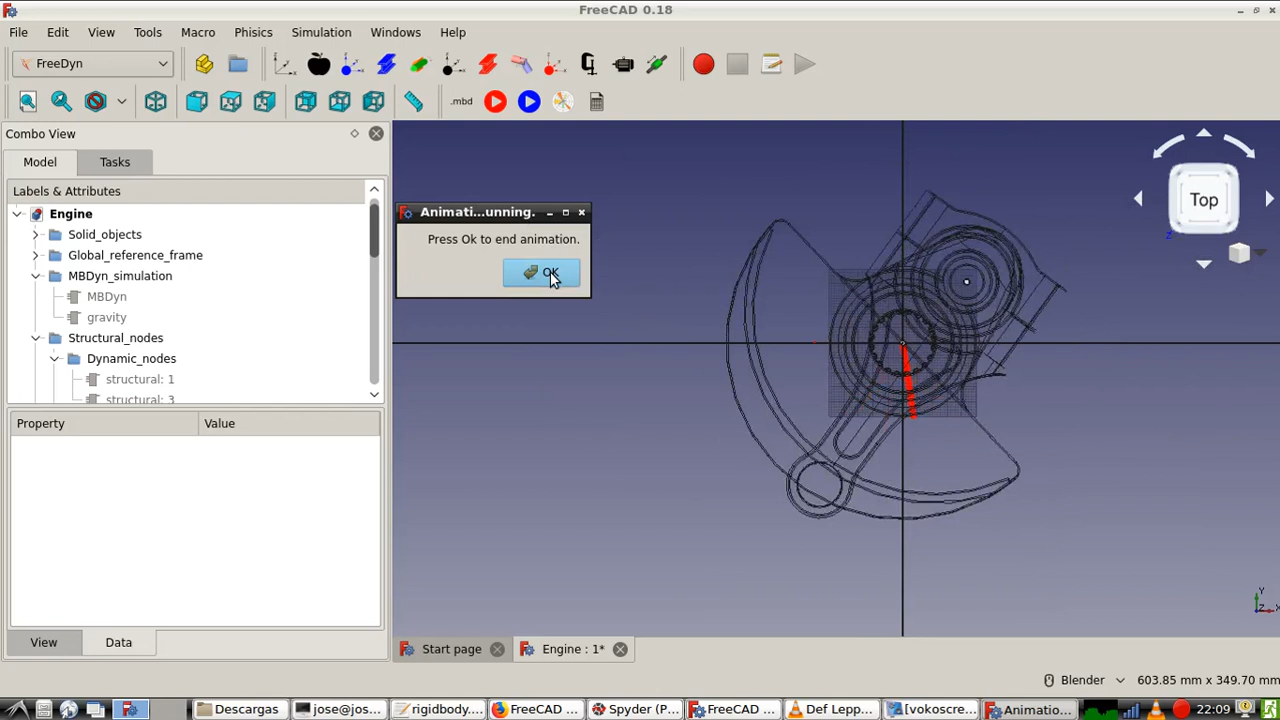 FreeCAD 0.18
File Edit View Tools Macro Phisics Simulation Windows Help
FreeDyn
.mbd
Combo View
Model Tasks
Labels & Attributes
Engine
Solid_objects
Global_reference_frame
MBDyn_simulation
MBDyn
gravity
Structural_nodes
Dynamic_nodes
structural: 1
structural: 3
Property Value
View Data
Animati...unning.
Press Ok to end animation.
OK
Top
Z
Y
Z X
Start page Engine : 1*
Blender 603.85 mm x 349.70 mm
Descargas jose@jos... rigidbody.... FreeCAD ... Spyder (P... FreeCAD ... Def Lepp... [vokoscre... Animatio... 22:09